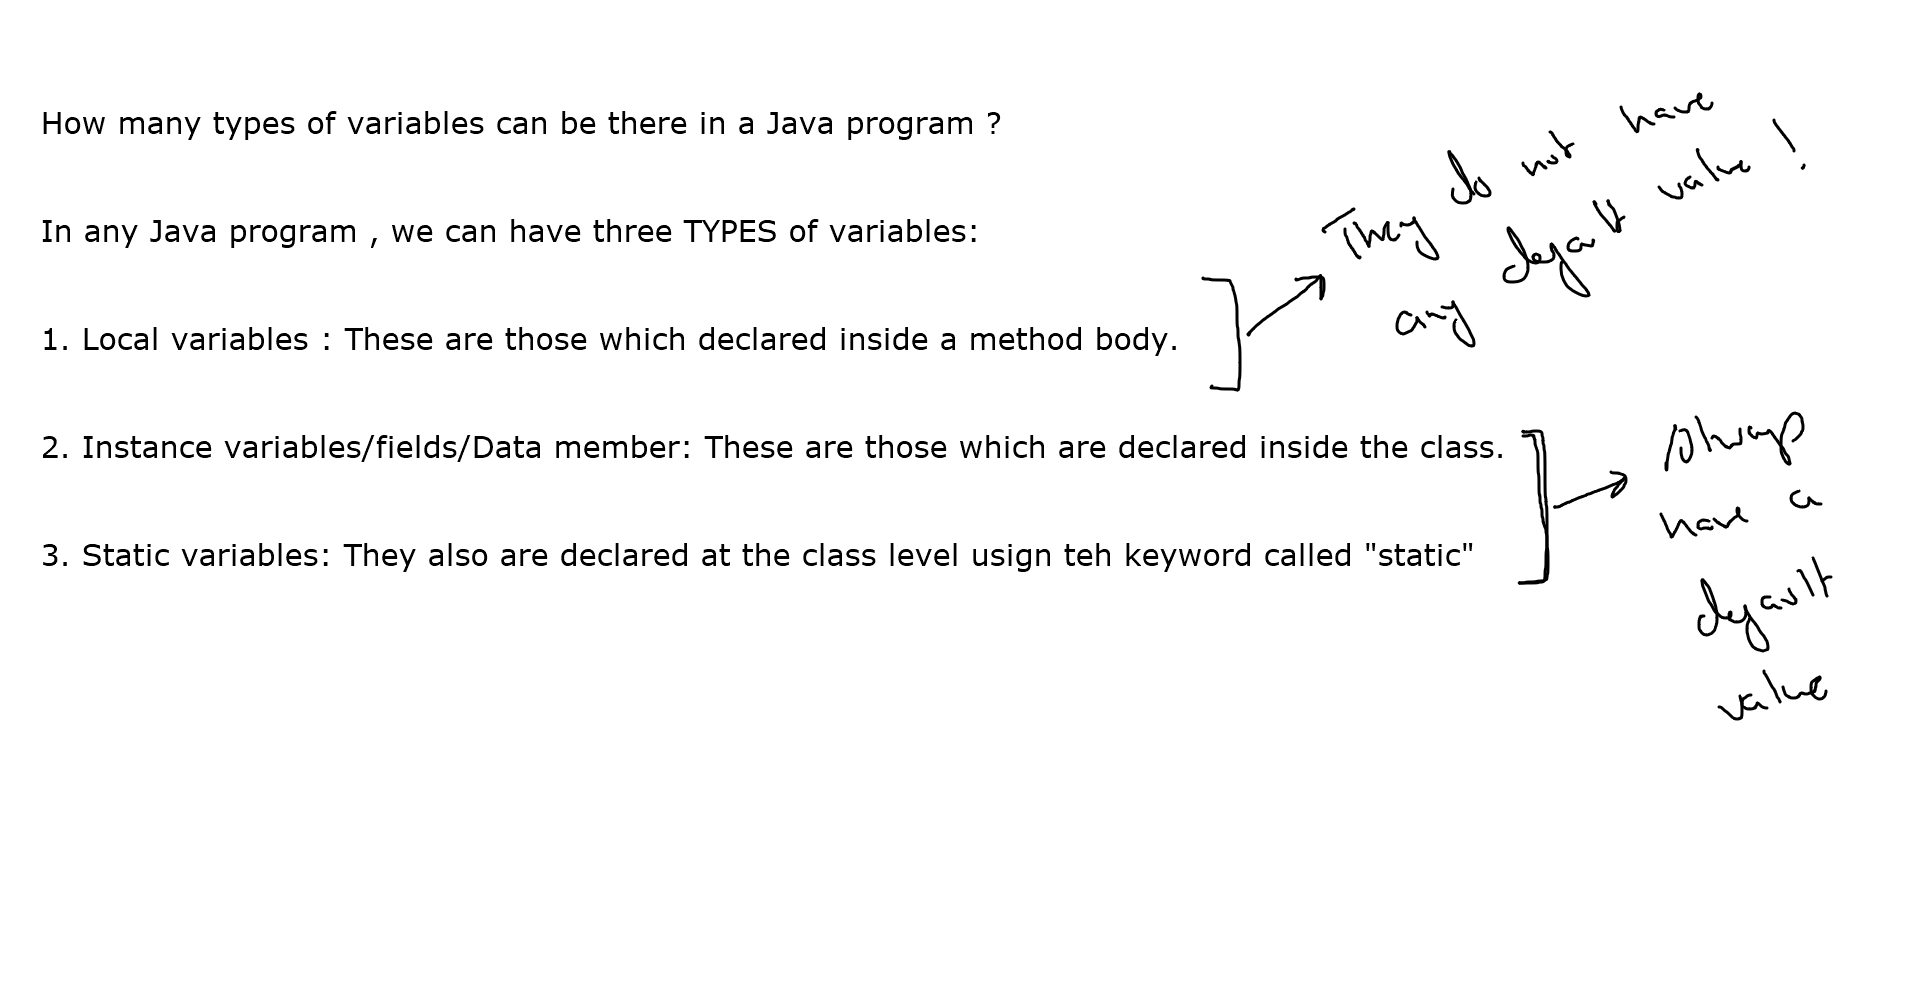 How many types of variables can be there in a Java program ?
In any Java program , we can have three TYPES of variables:
1. Local variables : These are those which declared inside a method body.
They do not have
any default value !
2. Instance variables/fields/Data member: These are those which are declared inside the class.
3. Static variables: They also are declared at the class level usign teh keyword called "static"
Always
have a
default
value